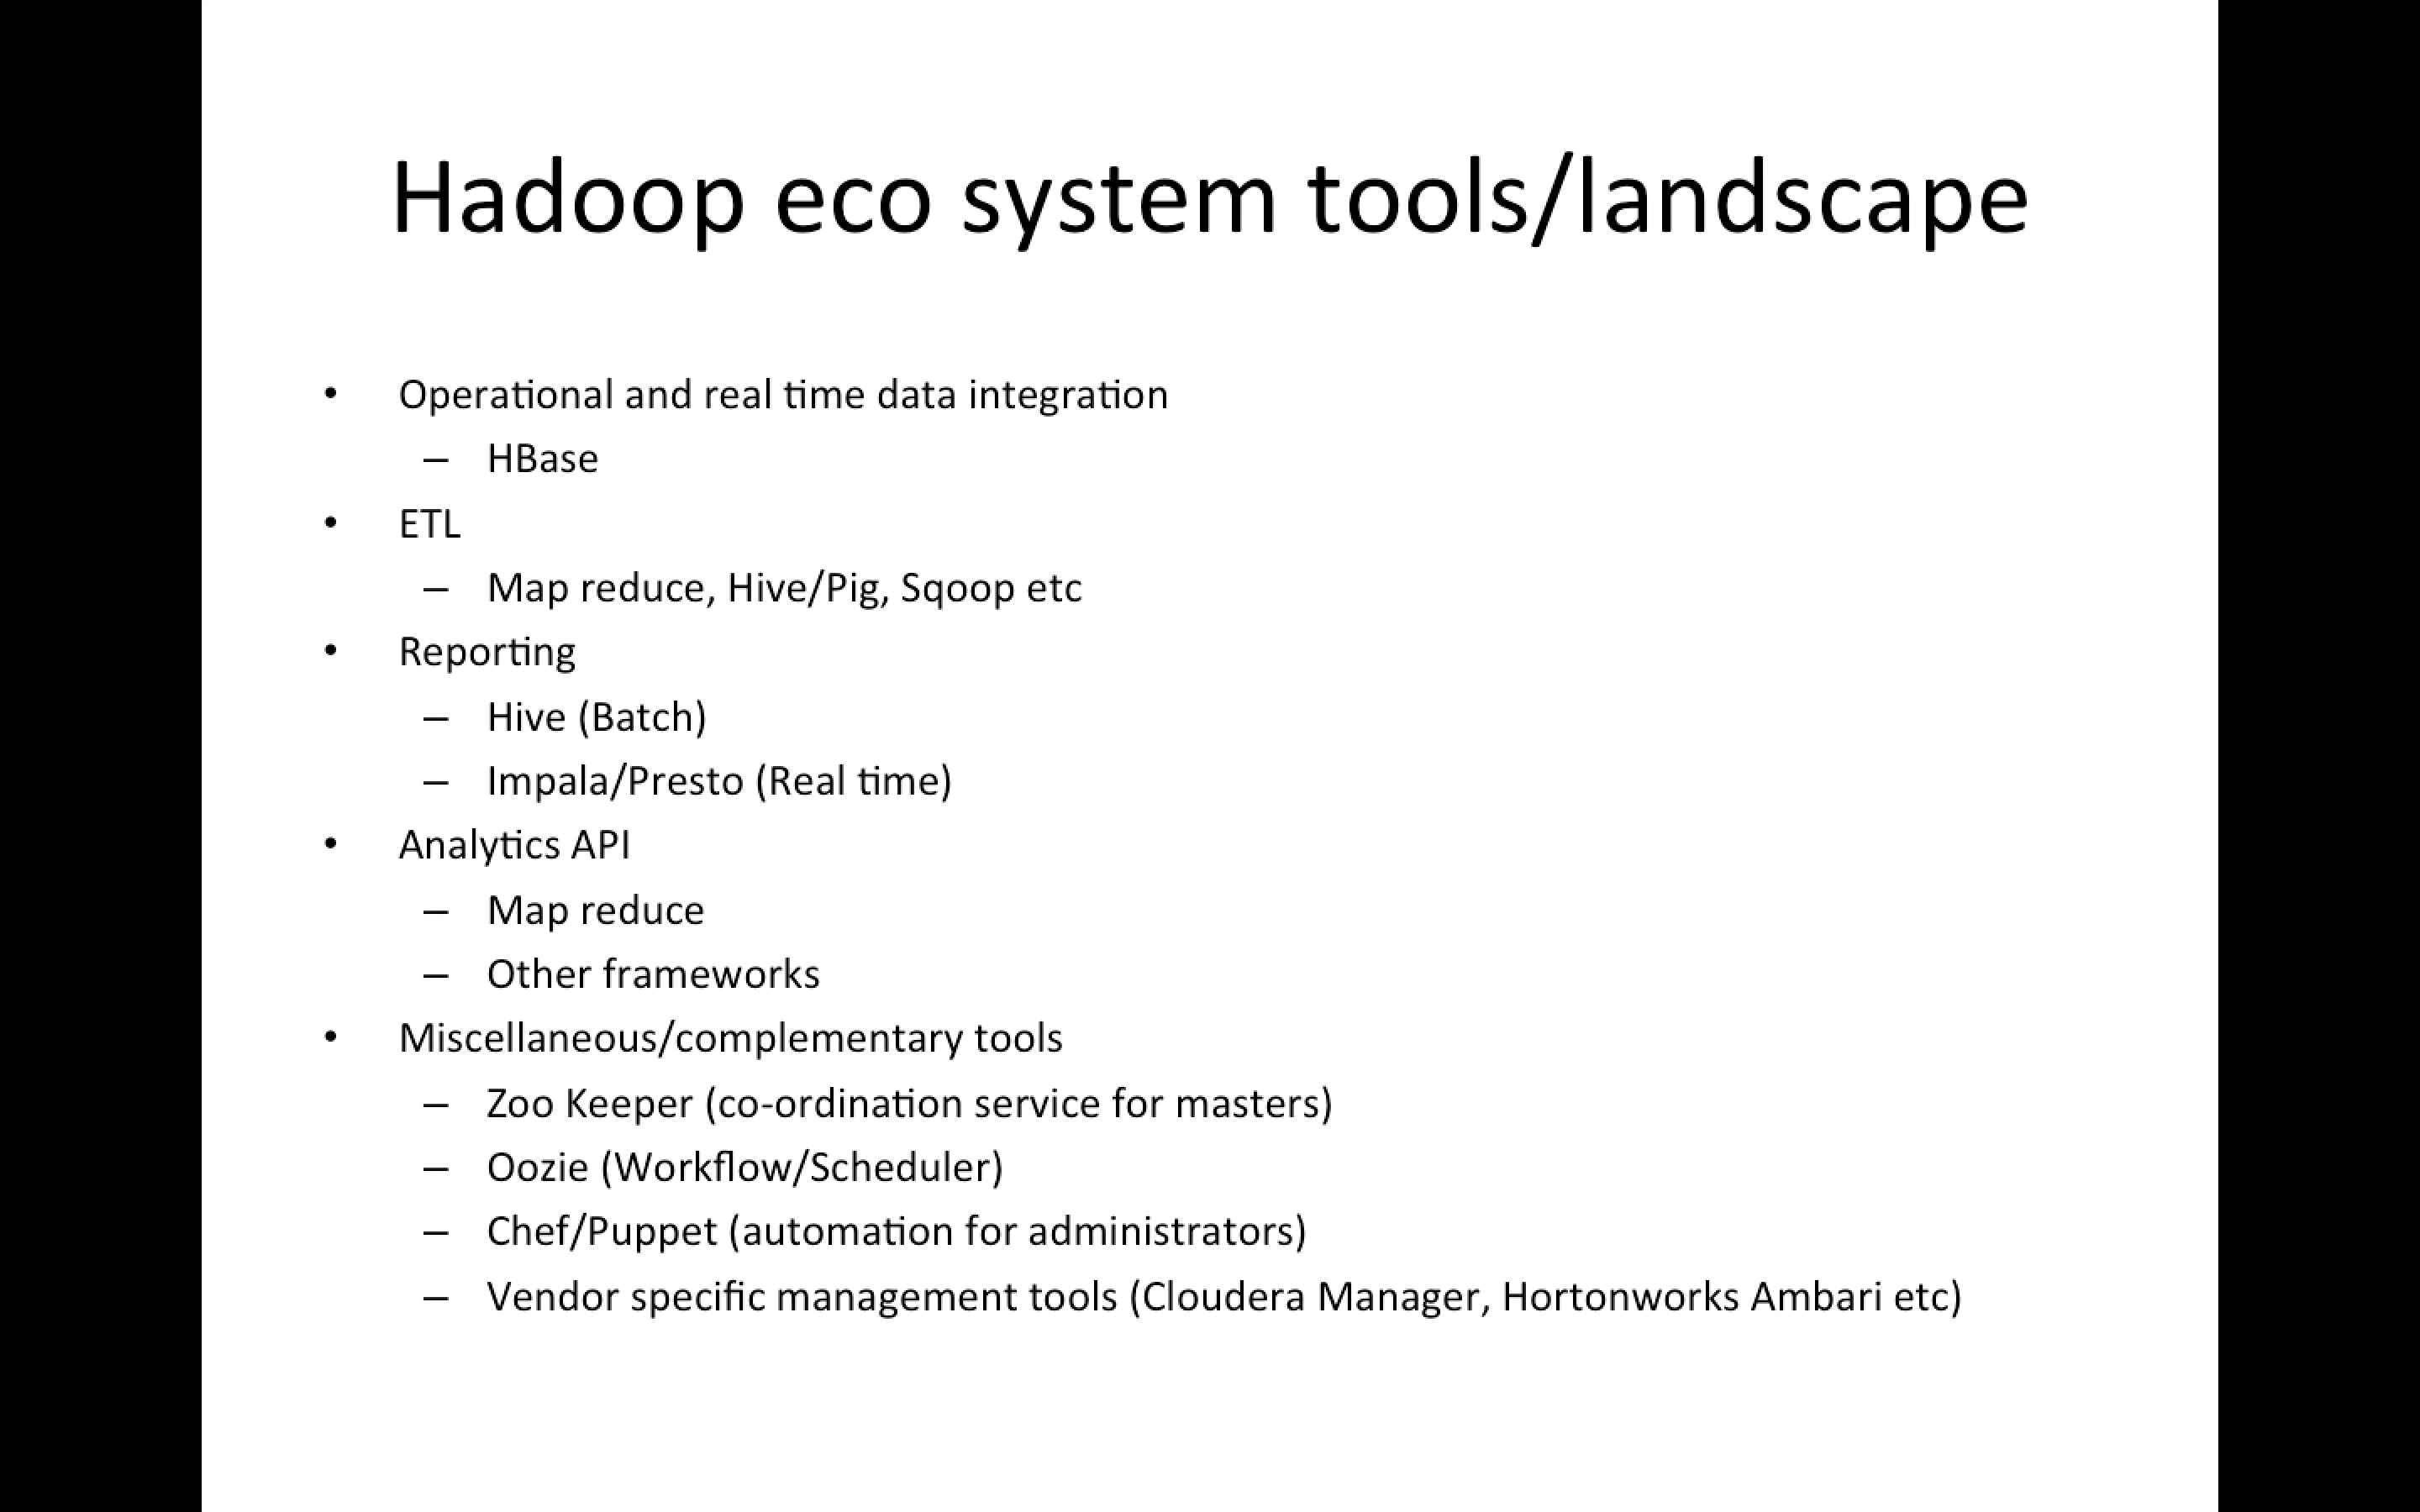 Hadoop eco system tools/landscape
• Operational and real time data integration
– HBase
• ETL
– Map reduce, Hive/Pig, Sqoop etc
• Reporting
– Hive (Batch)
– Impala/Presto (Real time)
• Analytics API
– Map reduce
– Other frameworks
• Miscellaneous/complementary tools
– Zoo Keeper (co-ordination service for masters)
– Oozie (Workflow/Scheduler)
– Chef/Puppet (automation for administrators)
– Vendor specific management tools (Cloudera Manager, Hortonworks Ambari etc)